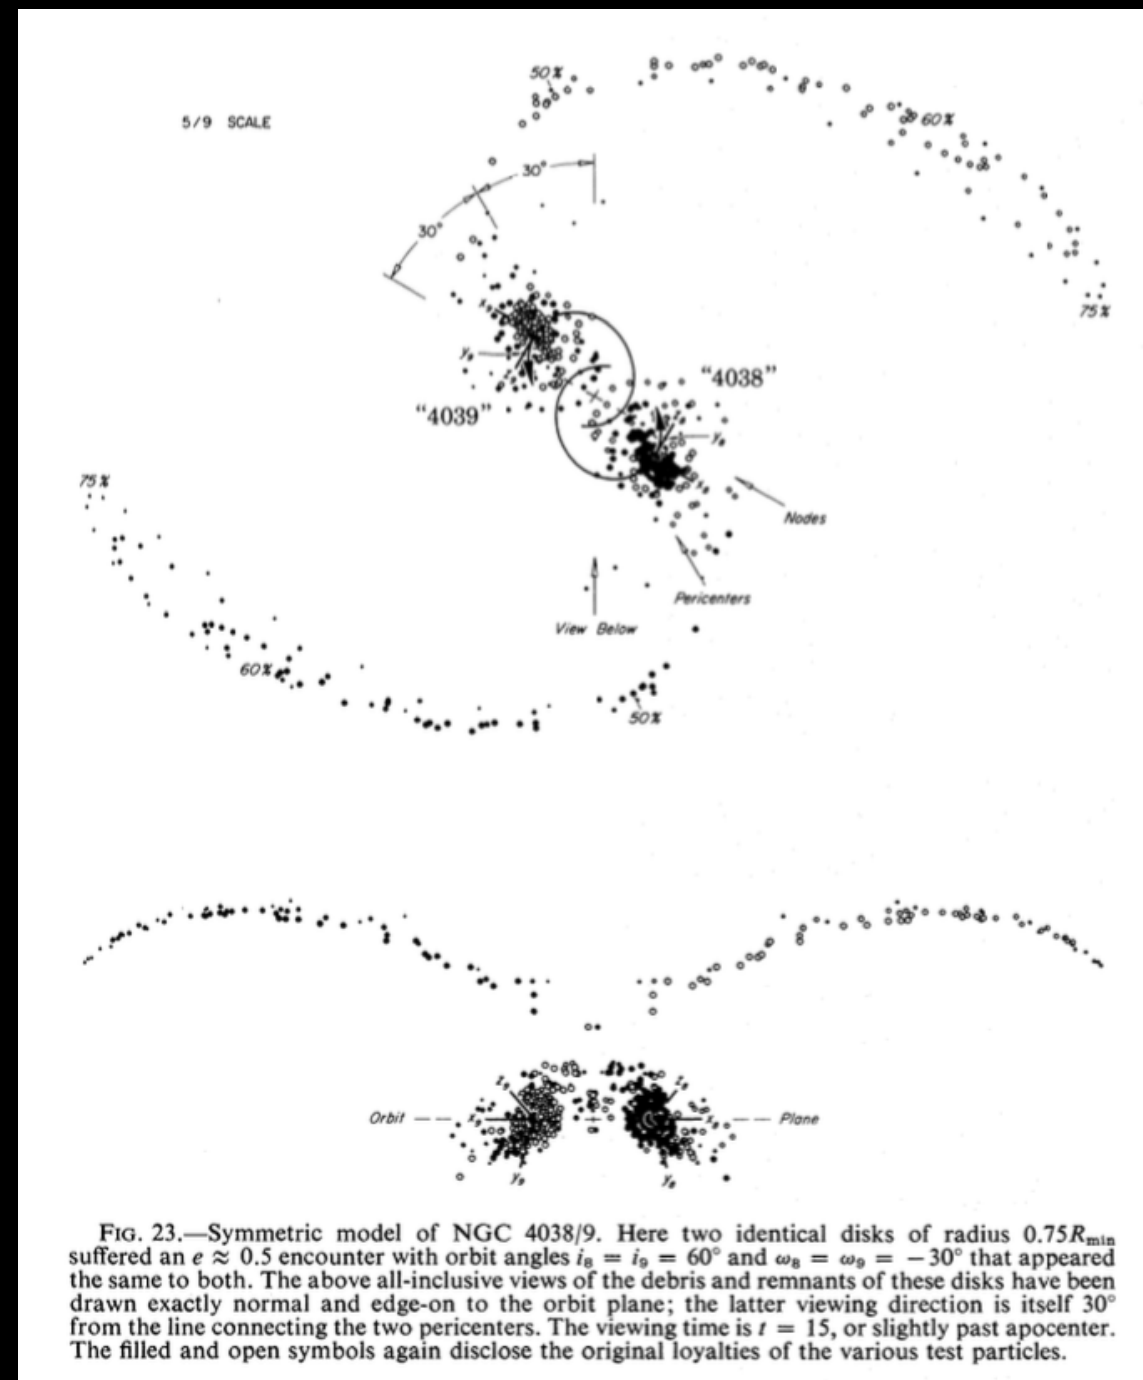 50%
5/9 SCALE
60%
30°
30°
75%
"4038"
"4039"
75%
Nodes
Pericenters
View Below
60%
50%
Orbit
Plane
FIG. 23.—Symmetric model of NGC 4038/9. Here two identical disks of radius 0.75Rmin
suffered an e ≈ 0.5 encounter with orbit angles i8 = i9 = 60° and ω8 = ω9 = −30° that appeared
the same to both. The above all-inclusive views of the debris and remnants of these disks have been
drawn exactly normal and edge-on to the orbit plane; the latter viewing direction is itself 30°
from the line connecting the two pericenters. The viewing time is t = 15, or slightly past apocenter.
The filled and open symbols again disclose the original loyalties of the various test particles.